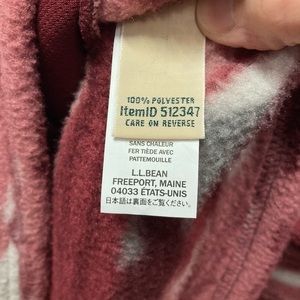 100% POLYESTER
ItemID 512347
CARE ON REVERSE
SANS CHALEUR
FER TIÈDE AVEC
PATTEMOUILLE
L.L.BEAN
FREEPORT, MAINE
04033 ÉTATS-UNIS
日本語は裏面をご覧ください。